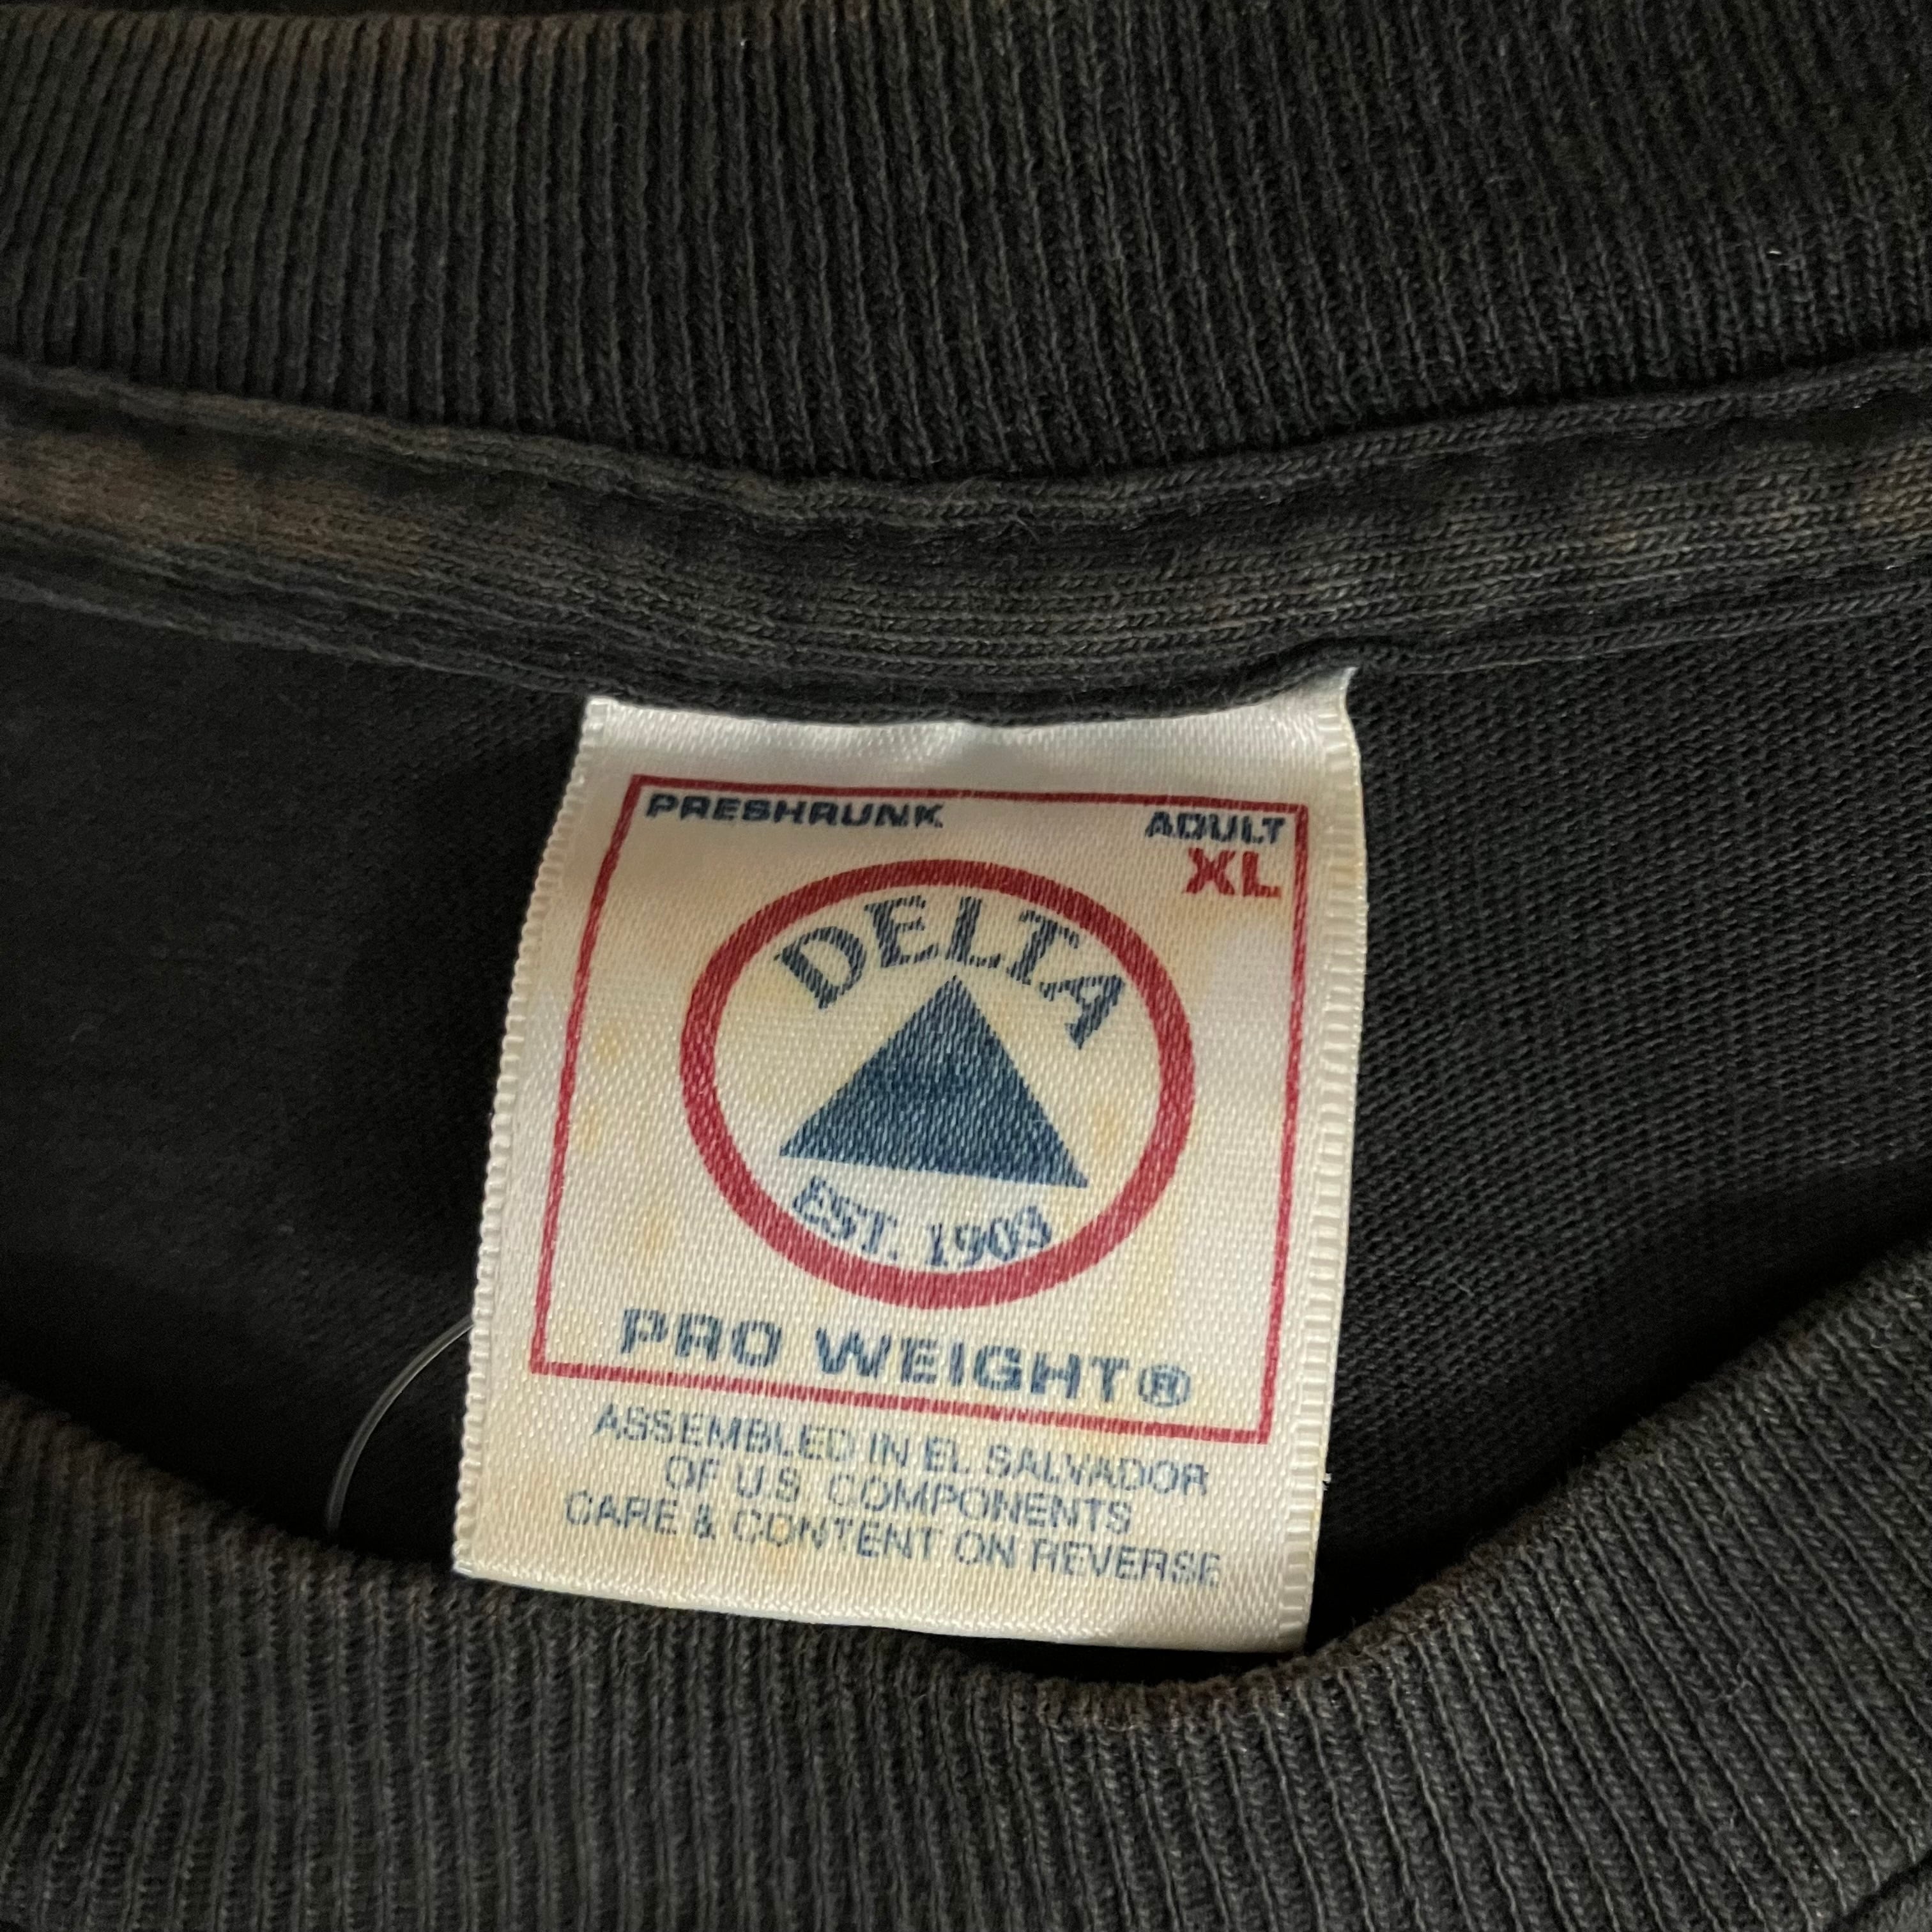 PRESHRUNK
ADULT
XL
DELTA
EST. 1903
PRO WEIGHT®
ASSEMBLED IN EL SALVADOR
OF U.S. COMPONENTS
CARE & CONTENT ON REVERSE